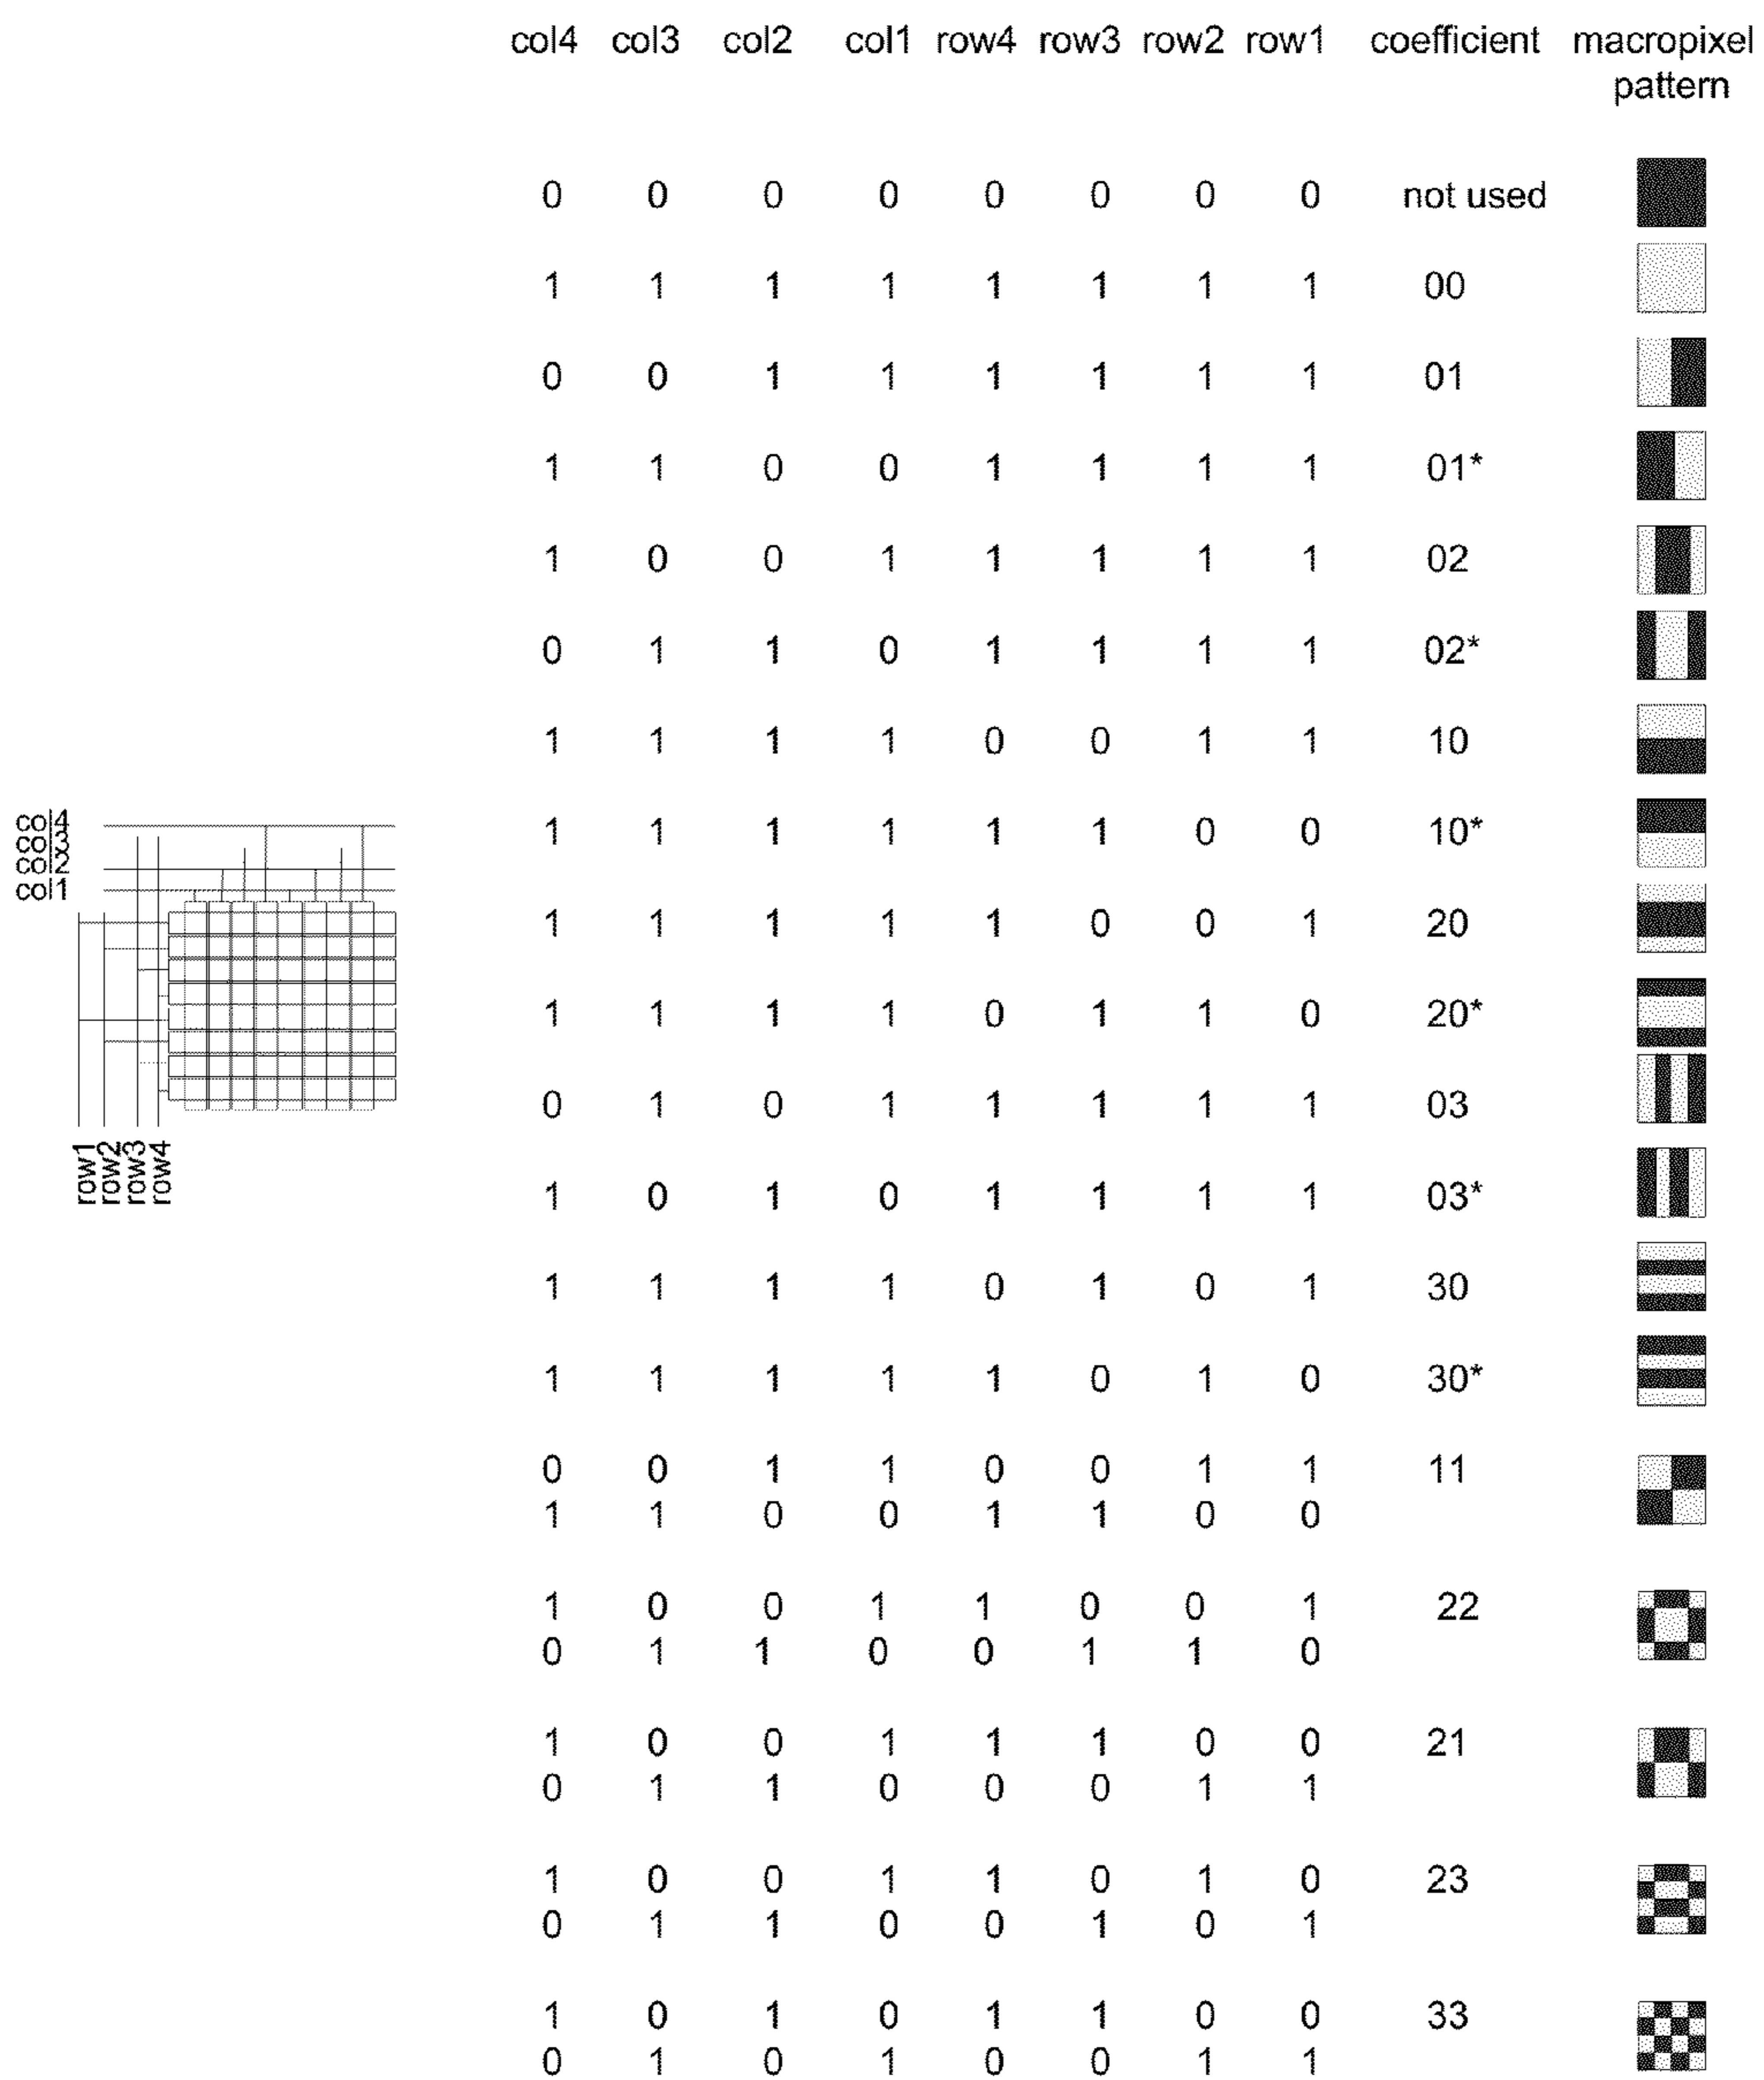 col4 col3 col2 col1 row4 row3 row2 row1 coefficient macropixel
pattern
0 0 0 0 0 0 0 0 not used
1 1 1 1 1 1 1 1 00
0 0 1 1 1 1 1 1 01
1 1 0 0 1 1 1 1 01*
1 0 0 1 1 1 1 1 02
0 1 1 0 1 1 1 1 02*
1 1 1 1 0 0 1 1 10
1 1 1 1 1 1 0 0 10*
1 1 1 1 1 0 0 1 20
1 1 1 1 0 1 1 0 20*
0 1 0 1 1 1 1 1 03
1 0 1 0 1 1 1 1 03*
1 1 1 1 0 1 0 1 30
1 1 1 1 1 0 1 0 30*
0 0 1 1 0 0 1 1 11
1 1 0 0 1 1 0 0
1 0 0 1 1 0 0 1 22
0 1 1 0 0 1 1 0
1 0 0 1 1 1 0 0 21
0 1 1 0 0 0 1 1
1 0 0 1 1 0 1 0 23
0 1 1 0 0 1 0 1
1 0 1 0 1 1 0 0 33
0 1 0 1 0 0 1 1
col4
col3
col2
col1
row1
row2
row3
row4